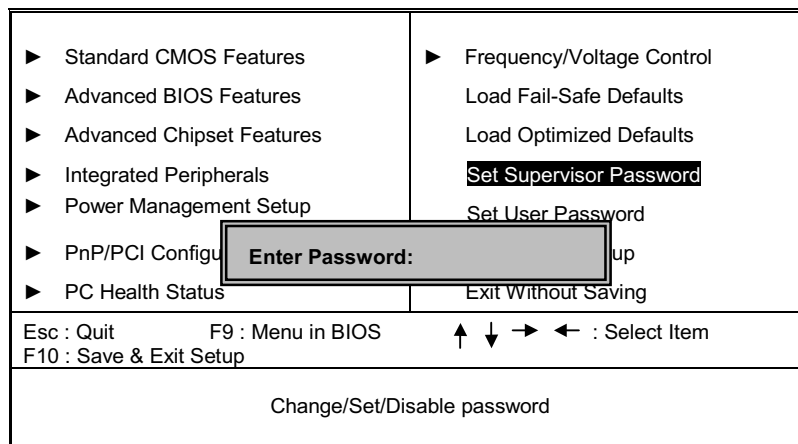 ► Standard CMOS Features
► Advanced BIOS Features
► Advanced Chipset Features
► Integrated Peripherals
► Power Management Setup
► PnP/PCI Configu
► PC Health Status
► Frequency/Voltage Control
Load Fail-Safe Defaults
Load Optimized Defaults
Set Supervisor Password
Set User Password
up
Exit Without Saving
Enter Password:
Esc : Quit F9 : Menu in BIOS ↑ ↓ → ← : Select Item
F10 : Save & Exit Setup
Change/Set/Disable password